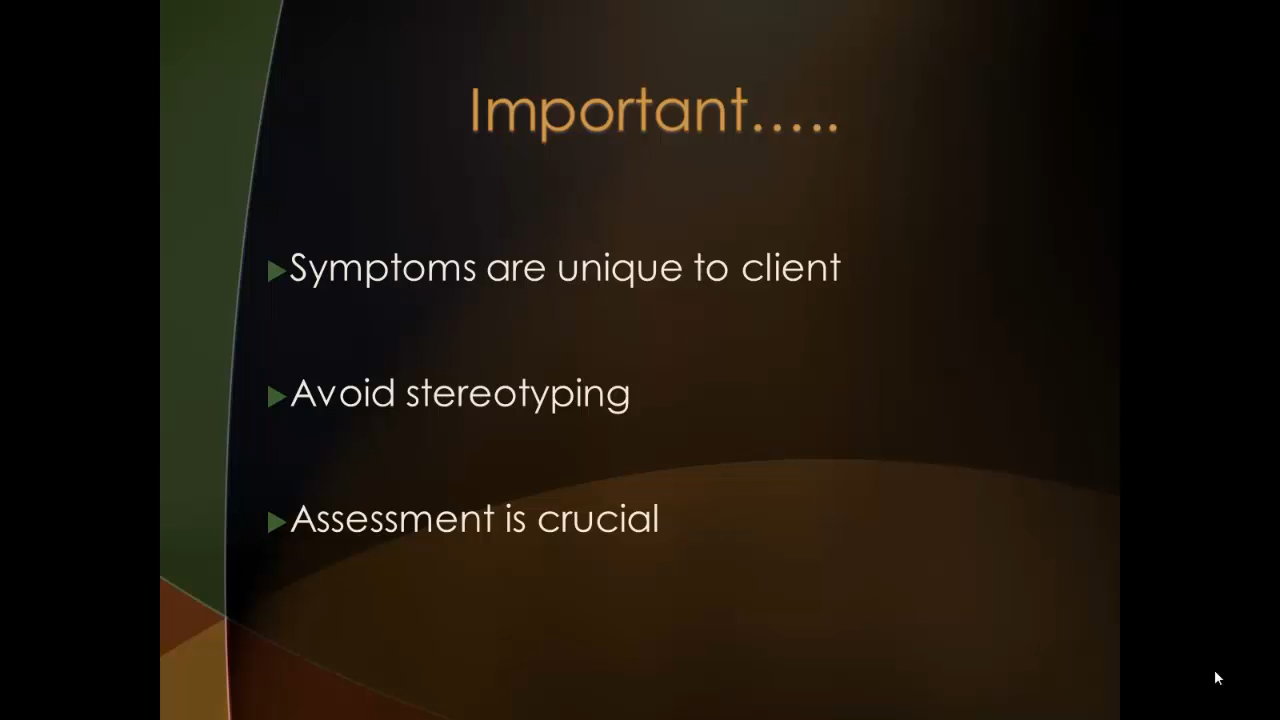 Important.....
Symptoms are unique to client
Avoid stereotyping
Assessment is crucial